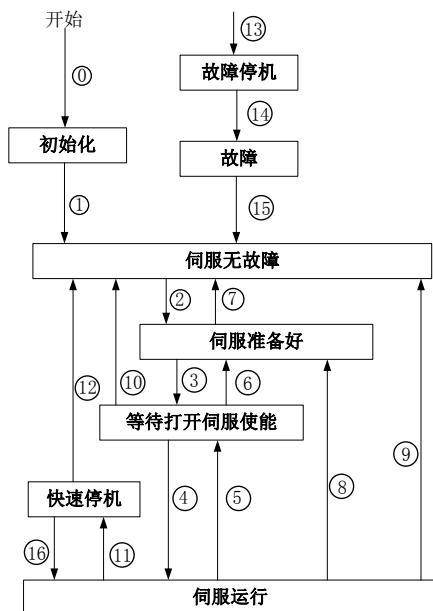 开始
⑬
⓪
故障停机
⑭
初始化
故障
①
⑮
伺服无故障
② ⑦
伺服准备好
⑫ ⑩ ③ ⑥
等待打开伺服使能
⑨
快速停机 ④ ⑤ ⑧
⑯ ⑪
伺服运行